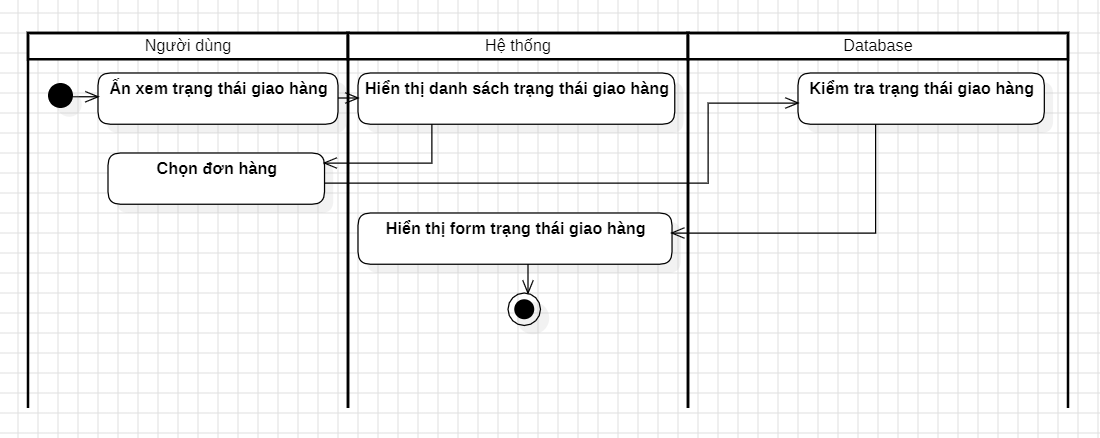 Người dùng
Hệ thống
Database
Ấn xem trạng thái giao hàng
Hiển thị danh sách trạng thái giao hàng
Kiểm tra trạng thái giao hàng
Chọn đơn hàng
Hiển thị form trạng thái giao hàng